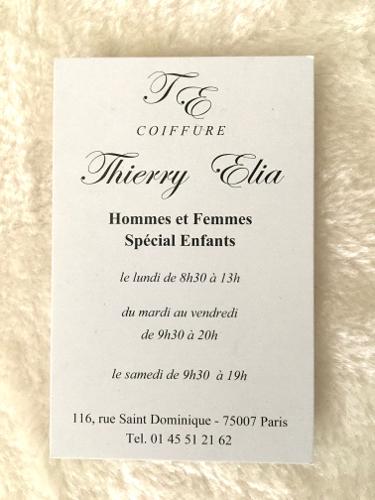 T E
COIFFURE
Thierry Elia
Hommes et Femmes
Spécial Enfants
le lundi de 8h30 à 13h
du mardi au vendredi
de 9h30 à 20h
le samedi de 9h30 à 19h
116, rue Saint Dominique - 75007 Paris
Tel. 01 45 51 21 62